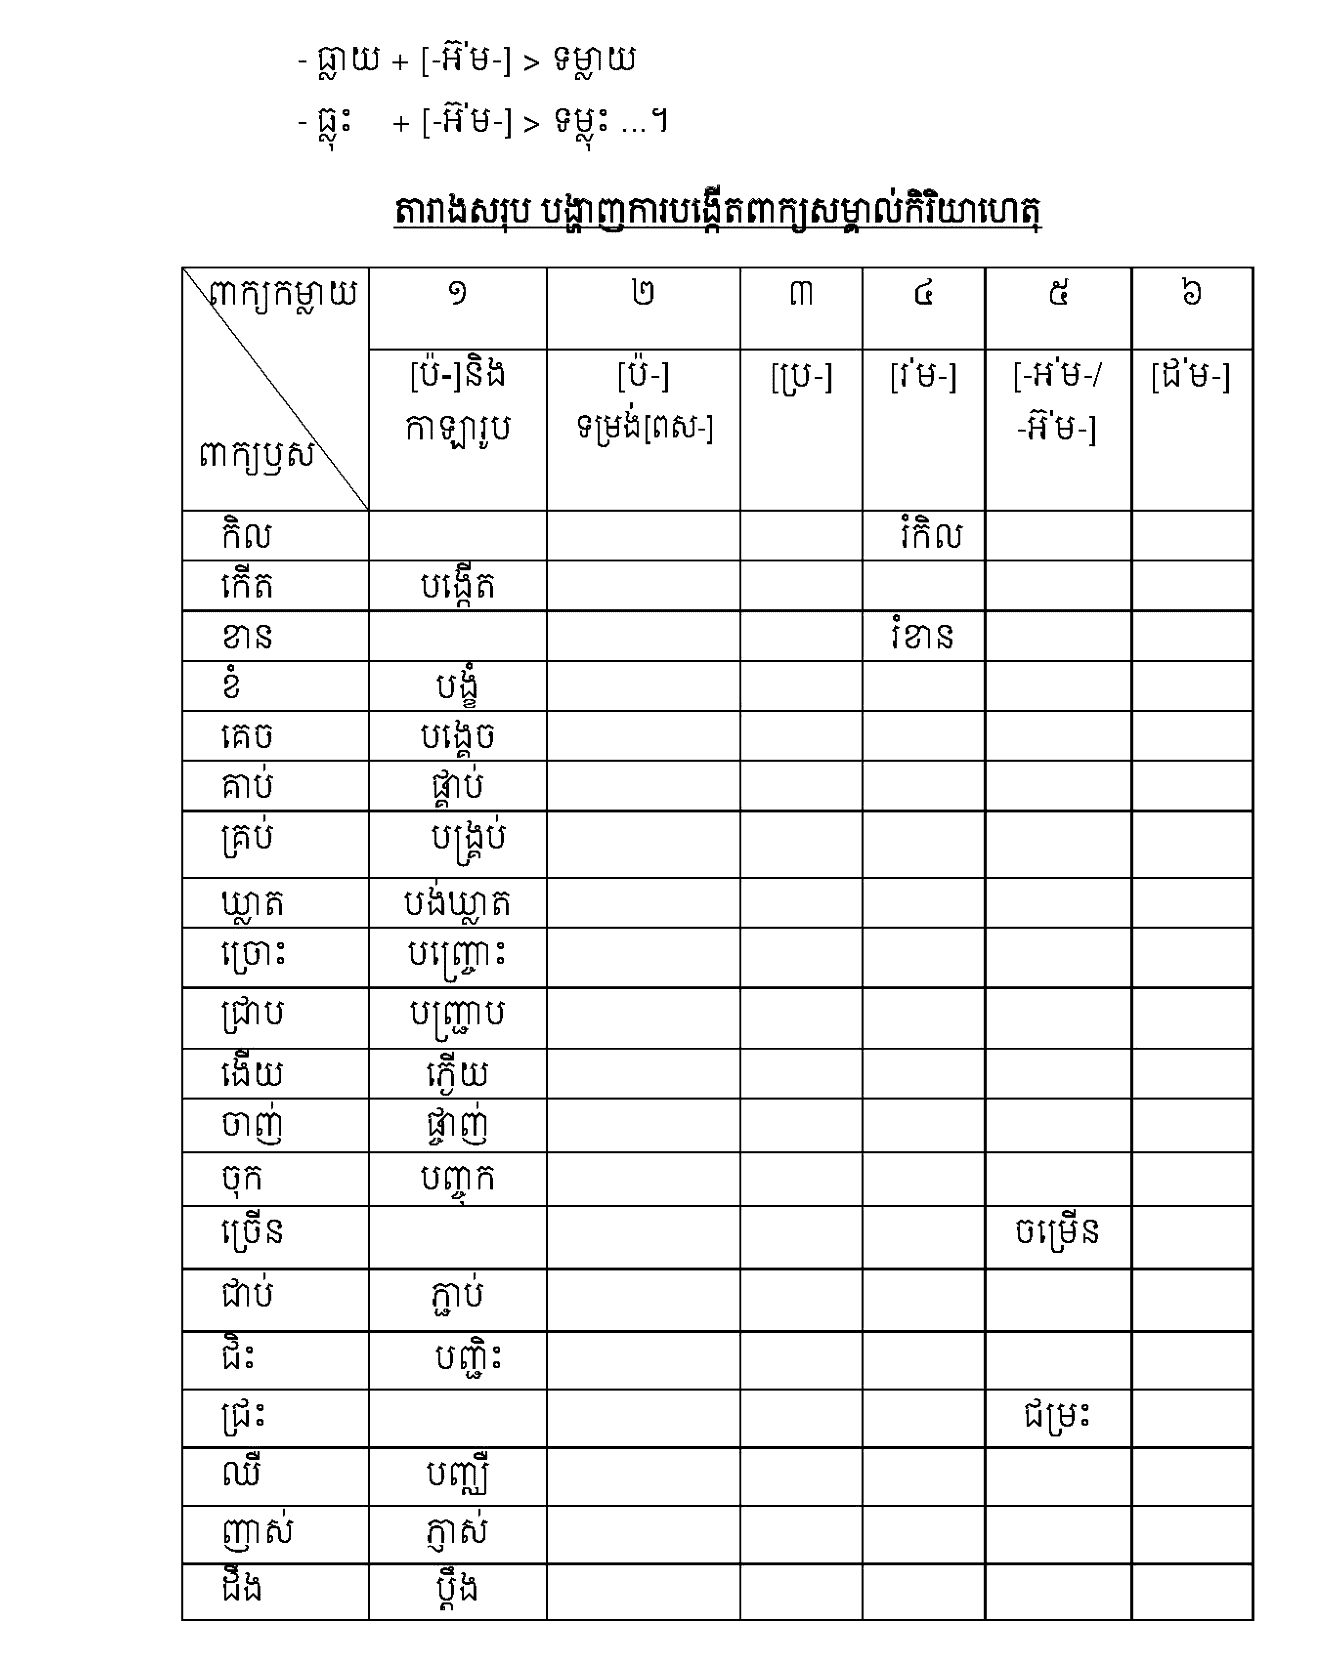 - ធ្លាយ + [-អ៊ំម-] > ទម្លាយ
- ធ្លុះ + [-អ៊ំម-] > ទម្លុះ ...។
តារាងសរុប បង្ហាញការបង្កើតពាក្យសម្គាល់កិរិយាហេតុ
ពាក្យកម្លាយ ១ ២ ៣ ៤ ៥ ៦
[ប៉-]និង [ប៉-] [ប្រ-] [រ់ម-] [-អ់ម-/ [ដ់ម-]
ពាក្យឫស កាឡារូប ទម្រង់[ពស-] -អ៊់ម-]
កិល រំកិល
កើត បង្កើត
ខាន រំខាន
ខំ បង្ខំ
គេច បង្គេច
គាប់ ផ្គាប់
គ្រប់ បង្គ្រប់
ឃ្លាត បង់ឃ្លាត
ច្រោះ បញ្ច្រោះ
ជ្រាប បញ្ជ្រាប
ងើយ ភ្ងើយ
ចាញ់ ផ្ចាញ់
ចុក បញ្ចុក
ច្រើន ចម្រើន
ជាប់ ភ្ជាប់
ជិះ បញ្ជិះ
ជ្រះ ជម្រះ
ឈឺ បញ្ឈឺ
ញាស់ ភ្ញាស់
ដឹង ប្ដឹង